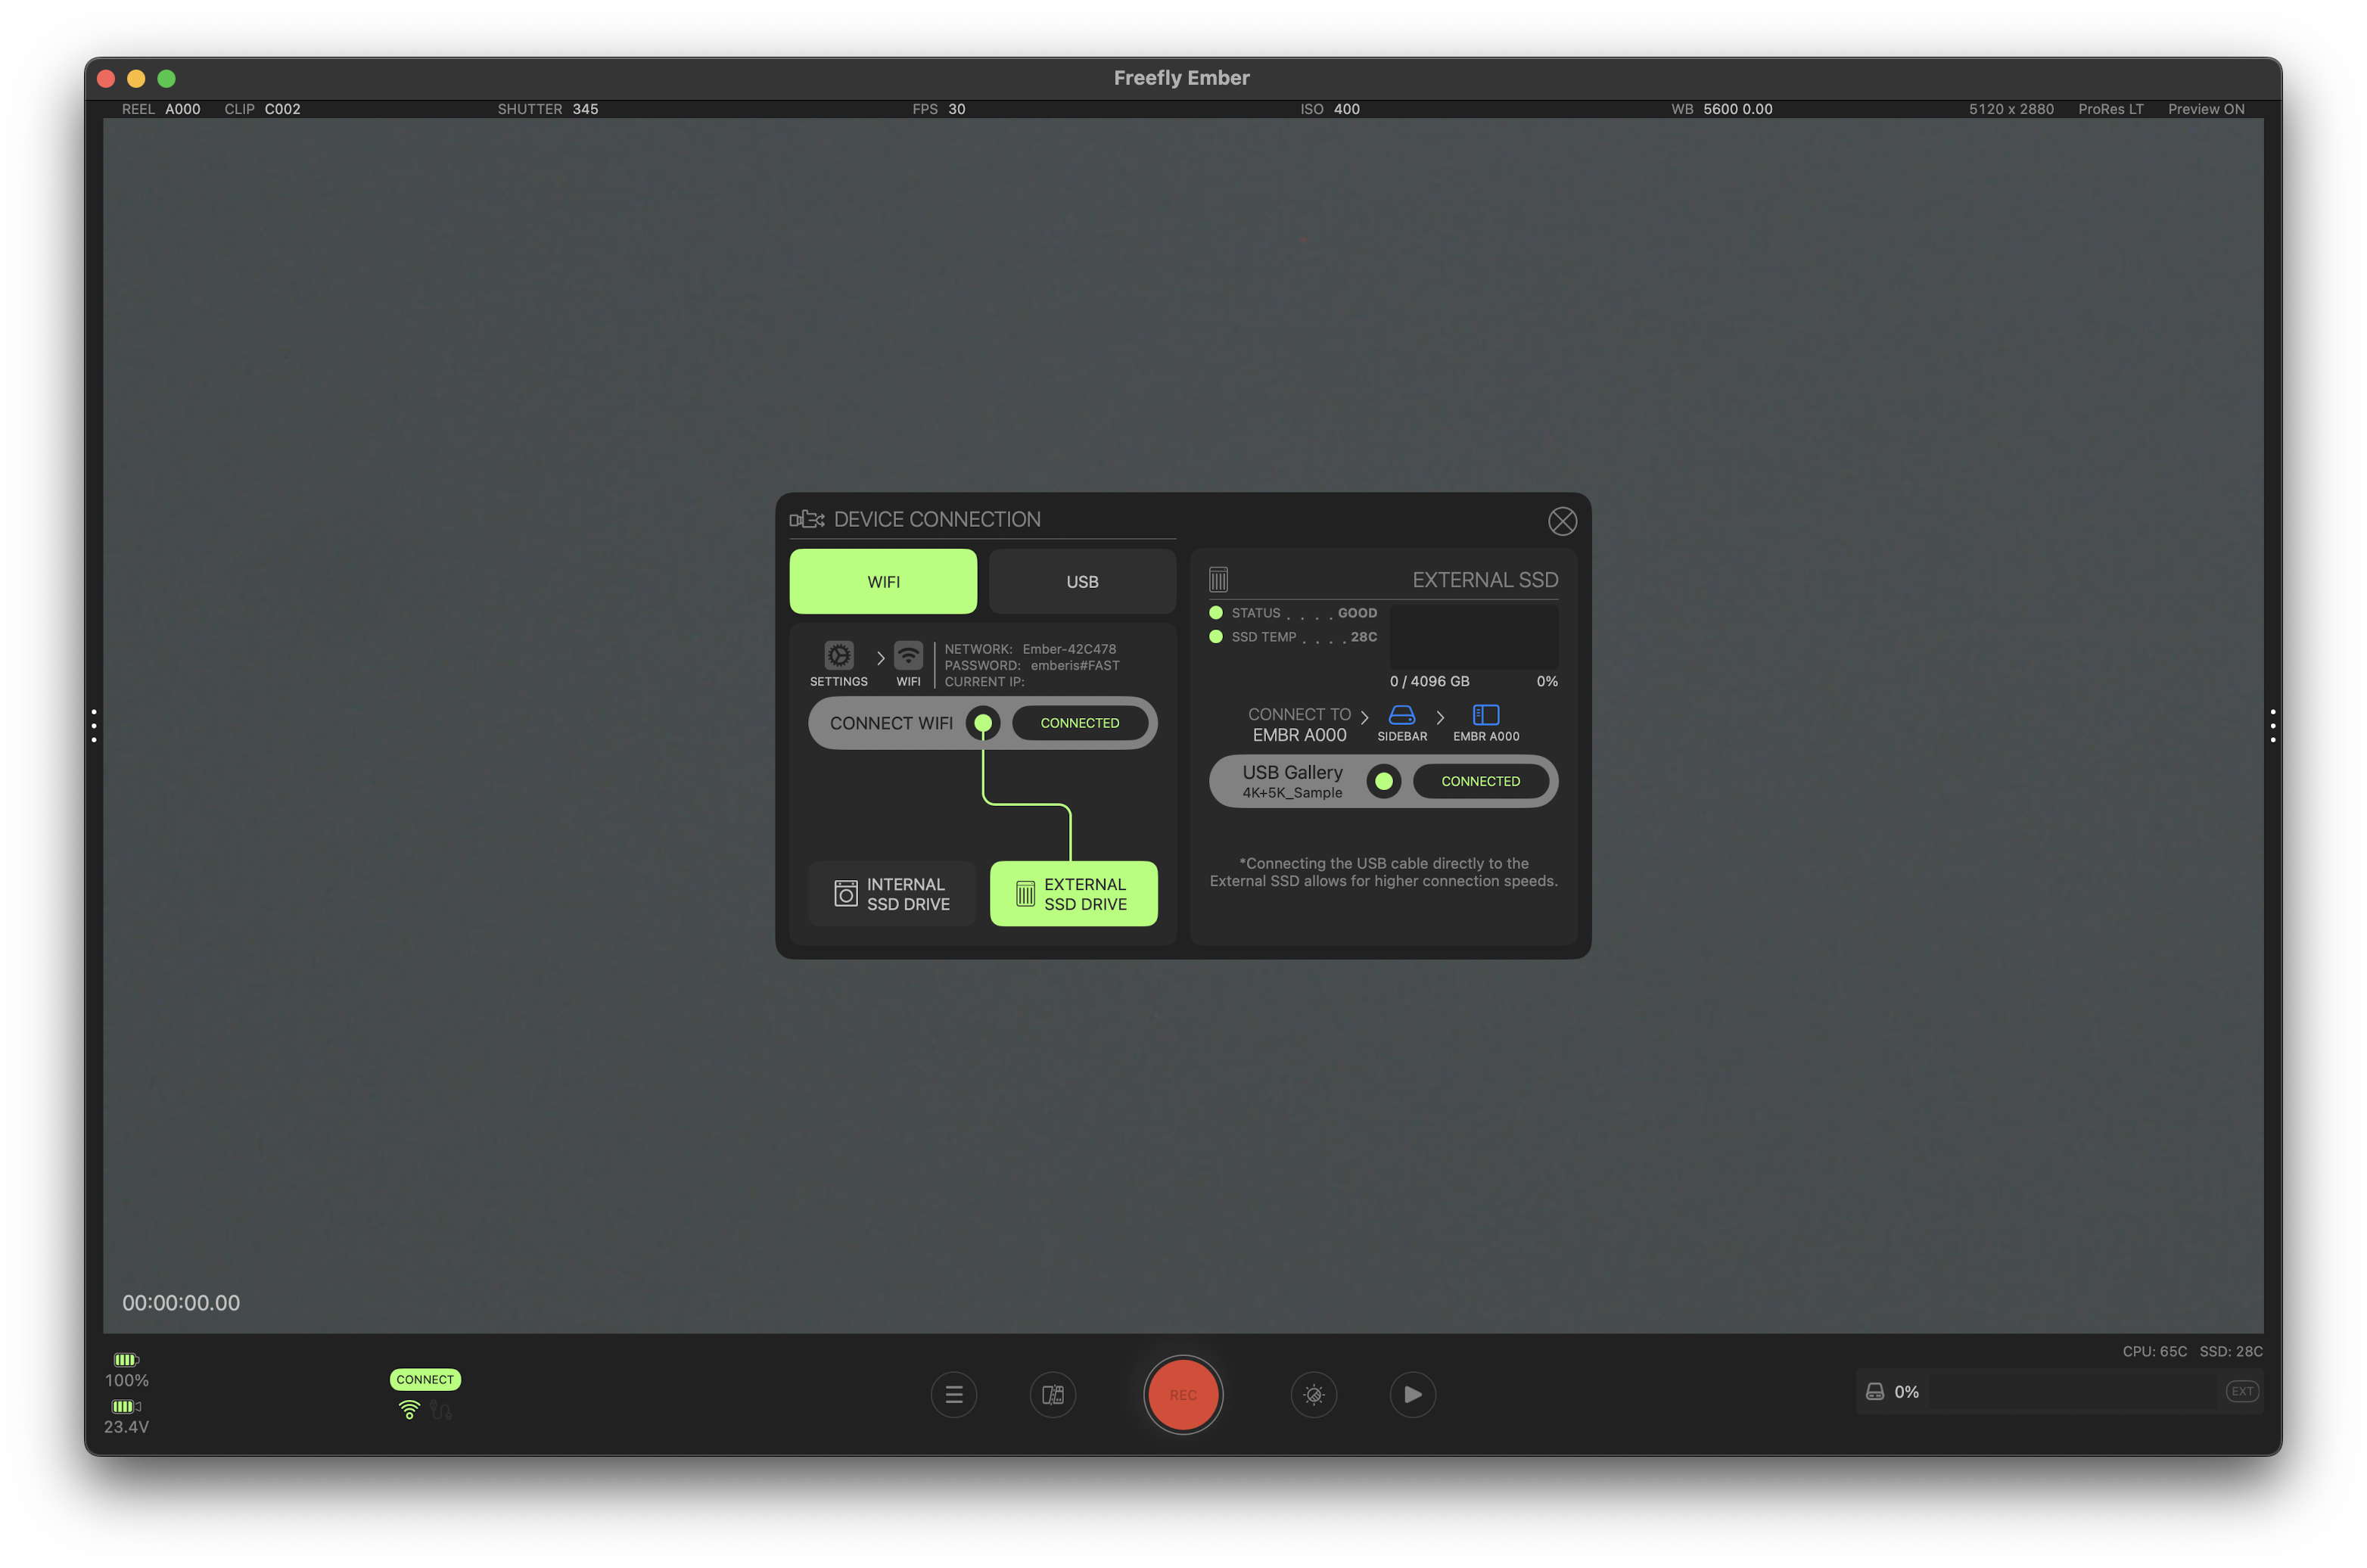 Freefly Ember
REEL A000 CLIP C002 SHUTTER 345 FPS 30 ISO 400 WB 5600 0.00 5120 x 2880 ProRes LT Preview ON
DEVICE CONNECTION
WIFI USB
SETTINGS WIFI
NETWORK: Ember-42C478
PASSWORD: emberis#FAST
CURRENT IP:
CONNECT WIFI CONNECTED
INTERNAL
SSD DRIVE
EXTERNAL
SSD DRIVE
EXTERNAL SSD
STATUS . . . . GOOD
SSD TEMP . . . . 28C
0 / 4096 GB 0%
CONNECT TO
EMBR A000
SIDEBAR
EMBR A000
USB Gallery
4K+5K_Sample
CONNECTED
*Connecting the USB cable directly to the
External SSD allows for higher connection speeds.
00:00:00.00
100%
23.4V
CONNECT
REC
CPU: 65C SSD: 28C
0% EXT